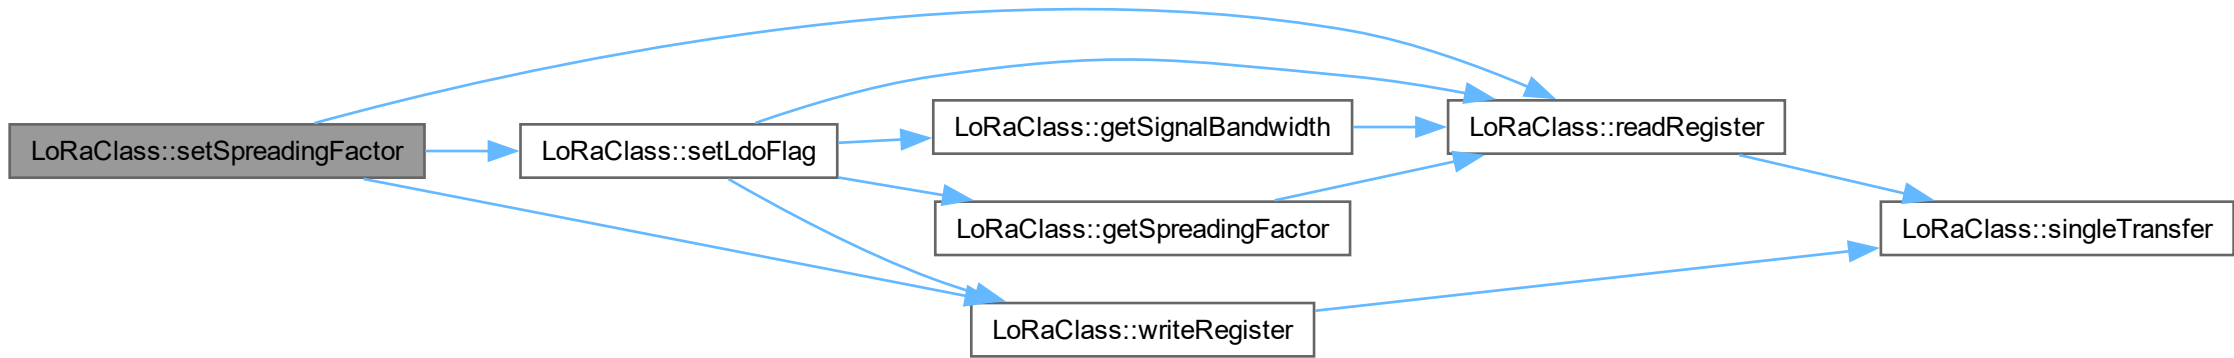 LoRaClass::setSpreadingFactor
LoRaClass::setLdoFlag
LoRaClass::getSignalBandwidth
LoRaClass::readRegister
LoRaClass::getSpreadingFactor
LoRaClass::singleTransfer
LoRaClass::writeRegister